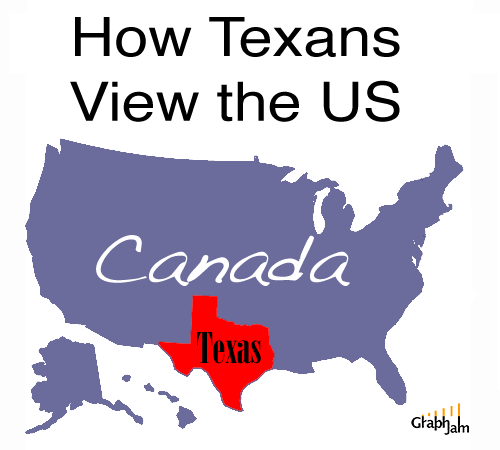 How Texans
View the US
Canada
Texas
GraphJam